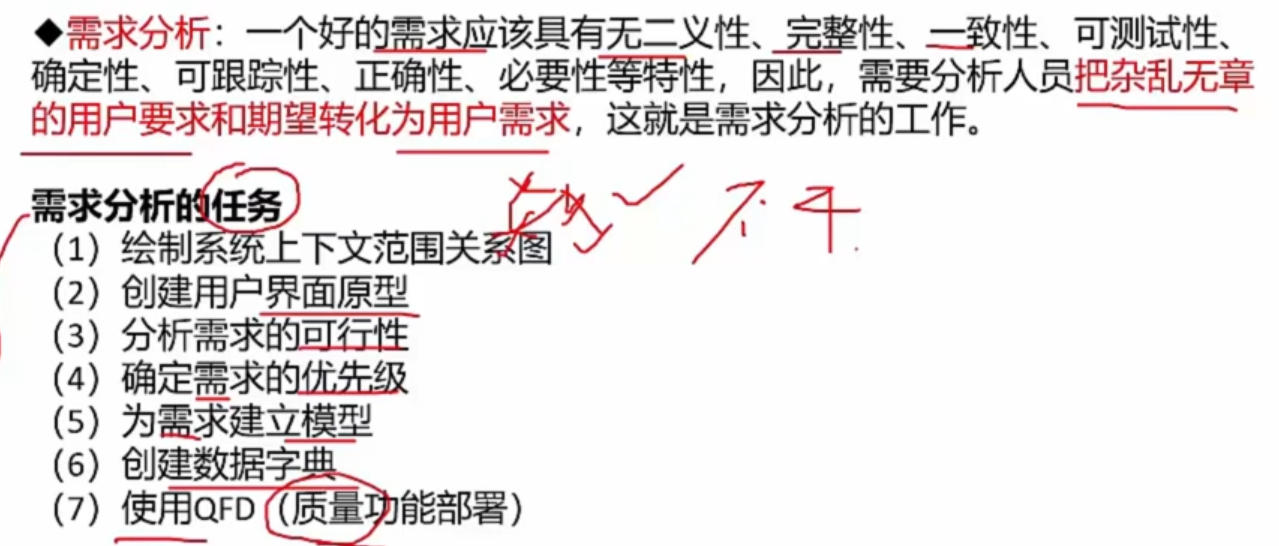 ◆需求分析：一个好的需求应该具有无二义性、完整性、一致性、可测试性、
确定性、可跟踪性、正确性、必要性等特性，因此，需要分析人员把杂乱无章
的用户要求和期望转化为用户需求，这就是需求分析的工作。
需求分析的任务
（1）绘制系统上下文范围关系图
（2）创建用户界面原型
（3）分析需求的可行性
（4）确定需求的优先级
（5）为需求建立模型
（6）创建数据字典
（7）使用QFD（质量功能部署）